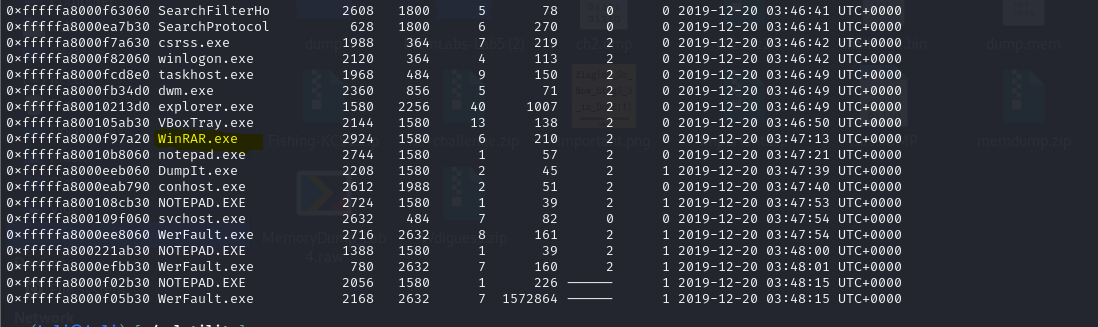 0×fffffa8000f63060 SearchFilterHo 2608 1800 5 78 0 0 2019-12-20 03:46:41 UTC+0000
0×fffffa8000ea7b30 SearchProtocol 628 1800 6 270 0 0 2019-12-20 03:46:41 UTC+0000
0×fffffa8000f7a630 csrss.exe 1988 364 7 219 2 0 2019-12-20 03:46:42 UTC+0000
0×fffffa8000f82060 winlogon.exe 2120 364 4 113 2 0 2019-12-20 03:46:42 UTC+0000
0×fffffa8000fcd8e0 taskhost.exe 1968 484 9 150 2 0 2019-12-20 03:46:49 UTC+0000
0×fffffa8000fb34d0 dwm.exe 2360 856 5 71 2 0 2019-12-20 03:46:49 UTC+0000
0×fffffa80010213d0 explorer.exe 1580 2256 40 1007 2 0 2019-12-20 03:46:49 UTC+0000
0×fffffa800105ab30 VBoxTray.exe 2144 1580 13 138 2 0 2019-12-20 03:46:50 UTC+0000
0×fffffa8000f97a20 WinRAR.exe 2924 1580 6 210 2 0 2019-12-20 03:47:13 UTC+0000
0×fffffa80010b8060 notepad.exe 2744 1580 1 57 2 0 2019-12-20 03:47:21 UTC+0000
0×fffffa8000eeb060 DumpIt.exe 2208 1580 2 45 2 1 2019-12-20 03:47:39 UTC+0000
0×fffffa8000eab790 conhost.exe 2612 1988 2 51 2 0 2019-12-20 03:47:40 UTC+0000
0×fffffa800108cb30 NOTEPAD.EXE 2724 1580 1 39 2 1 2019-12-20 03:47:53 UTC+0000
0×fffffa800109f060 svchost.exe 2632 484 7 82 0 0 2019-12-20 03:47:54 UTC+0000
0×fffffa8000ee8060 WerFault.exe 2716 2632 8 161 2 1 2019-12-20 03:47:54 UTC+0000
0×fffffa800221ab30 NOTEPAD.EXE 1388 1580 1 39 2 1 2019-12-20 03:48:00 UTC+0000
0×fffffa8000efbb30 WerFault.exe 780 2632 7 160 2 1 2019-12-20 03:48:01 UTC+0000
0×fffffa8000f02b30 NOTEPAD.EXE 2056 1580 1 226 ------ 1 2019-12-20 03:48:15 UTC+0000
0×fffffa8000f05b30 WerFault.exe 2168 2632 7 1572864 ------ 1 2019-12-20 03:48:15 UTC+0000
Network